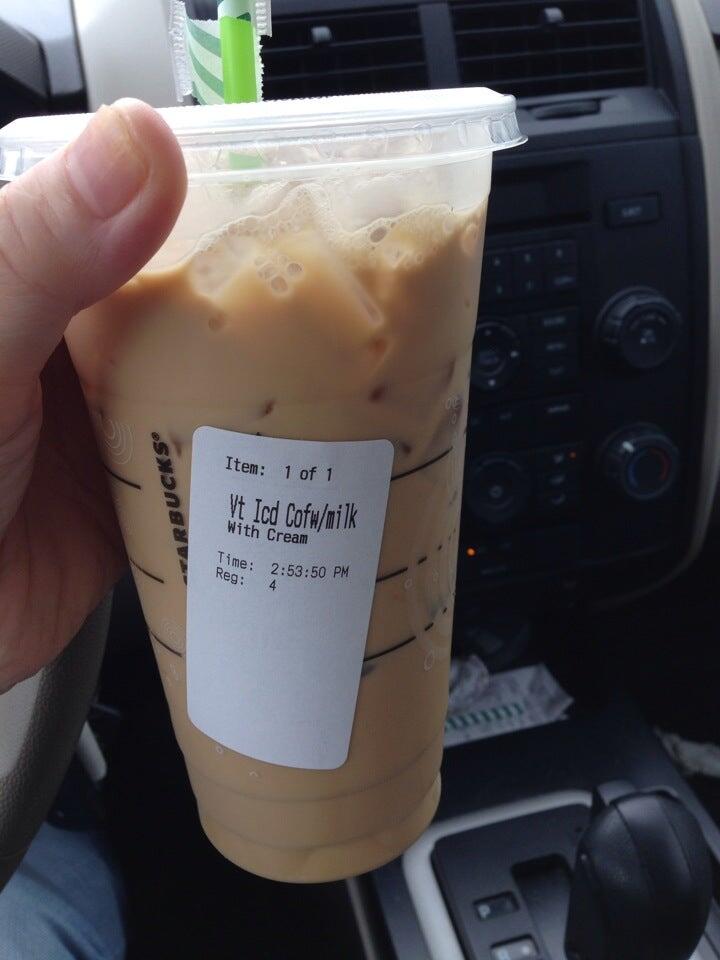 STARBUCKS®
Item: 1 of 1
Vt Icd Cofw/milk
With Cream
Time: 2:53:50 PM
Reg: 4